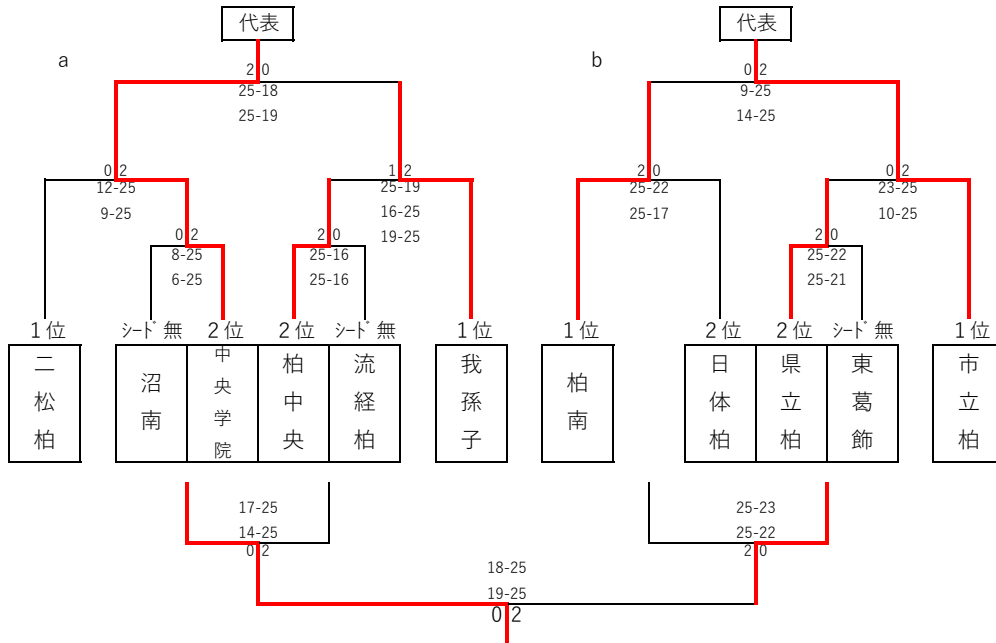 代表 代表
a b
2 0 0 2
25-18 9-25
25-19 14-25
0 2 1 2 2 0 0 2
12-25 25-19 25-22 23-25
9-25 16-25 25-17 10-25
19-25
0 2 2 0 2 0
8-25 25-16 25-22
6-25 25-16 25-21
1位 ｼｰﾄﾞ無 2位 2位 ｼｰﾄﾞ無 1位 1位 2位 2位 ｼｰﾄﾞ無 1位
二松柏 沼南 中央学院 柏中央 流経柏 我孫子 柏南 日体柏 県立柏 東葛飾 市立柏
17-25 25-23
14-25 25-22
0 2 2 0
18-25
19-25
0 2